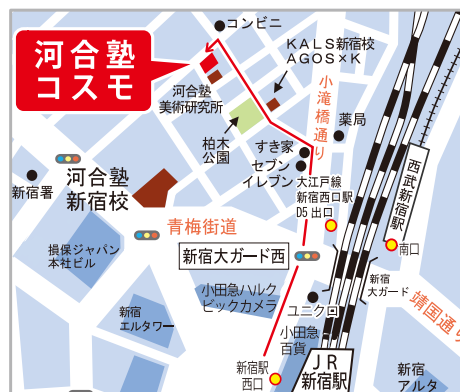 コンビニ
河合塾
コスモ
KALS新宿校
AGOS×K
河合塾
美術研究所
小滝橋通り
薬局
柏木
公園
すき家
セブン
イレブン
西武新宿駅
新宿署
河合塾
新宿校
大江戸線
新宿西口駅
D5 出口
青梅街道
南口
損保ジャパン
本社ビル
新宿大ガード西
新宿
大ガード
小田急ハルク
ビックカメラ
靖国通り
ユニクロ
新宿
エルタワー
小田急
百貨
新宿駅
西口
JR
新宿駅
新宿
アルタ